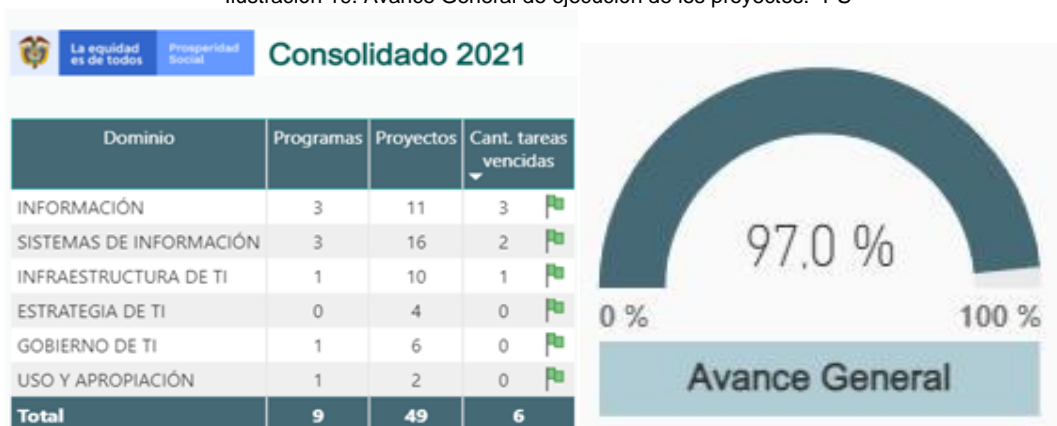 Ilustración 10. Avance General de ejecución de los proyectos.
La equidad es de todos Prosperidad Social Consolidado 2021
Dominio Programas Proyectos Cant. tareas vencidas
INFORMACIÓN 3 11 3
SISTEMAS DE INFORMACIÓN 3 16 2
INFRAESTRUCTURA DE TI 1 10 1
ESTRATEGIA DE TI 0 4 0
GOBIERNO DE TI 1 6 0
USO Y APROPIACIÓN 1 2 0
Total 9 49 6
97,0 %
0 % 100 %
Avance General